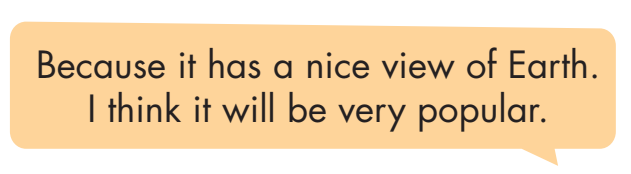 Because it has a nice view of Earth.
I think it will be very popular.